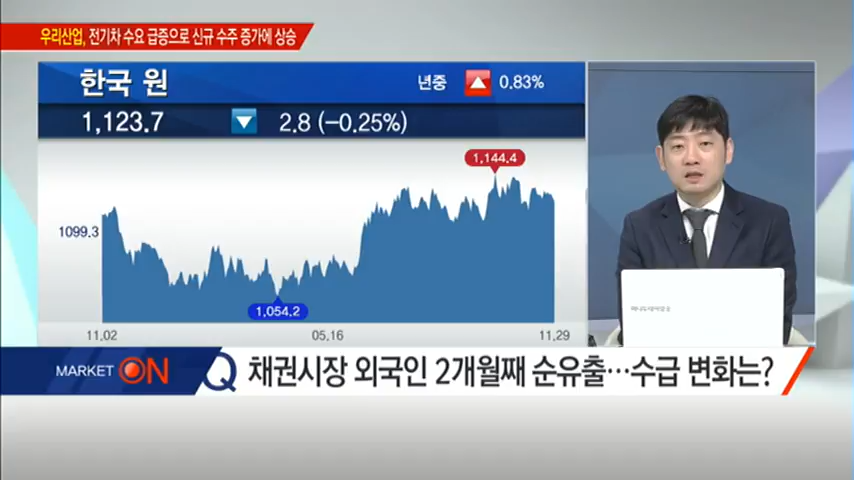 우리산업, 전기차 수요 급증으로 신규 수주 증가에 상승
한국 원
년중 ▲ 0.83%
1,123.7 ▼ 2.8 (-0.25%)
1,144.4
1099.3
1,054.2
11.02 05.16 11.29
MARKET ON
Q 채권시장 외국인 2개월째 순유출…수급 변화는?